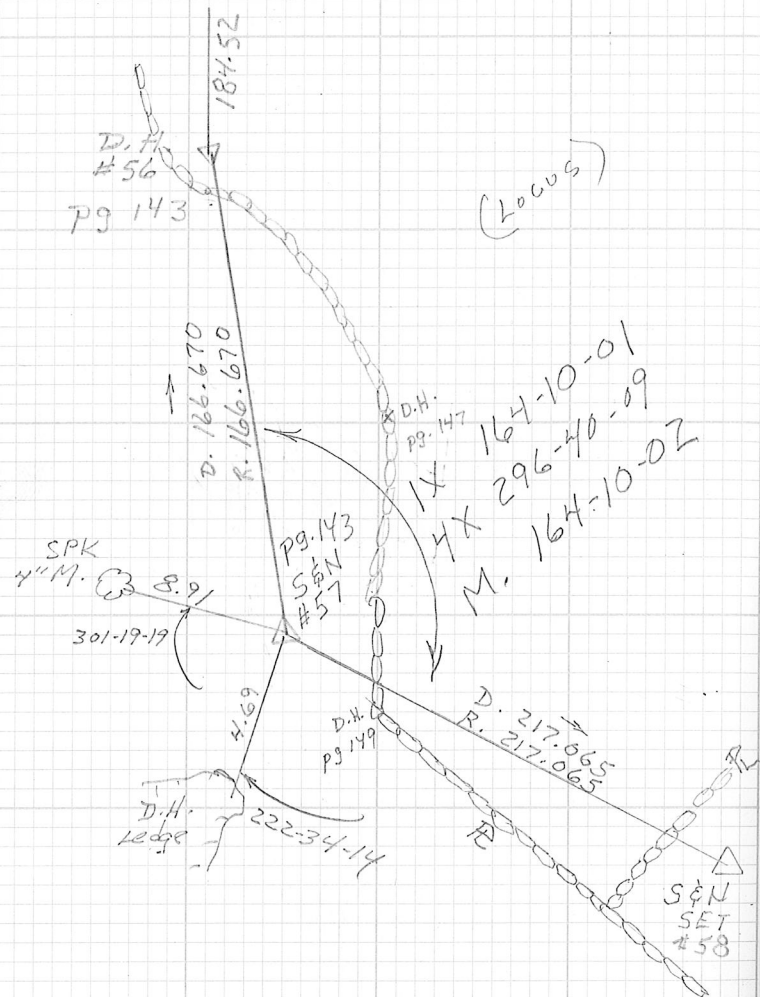 184.52
D.H
#56
pg 143
(LOCUS)
D. 166.670
R. 166.670
D.H.
pg. 147
1X 164-10-01
4X 296-40-09
M. 164-10-02
pg. 143
S&N
#57
SPK
4" M.
8.91
301-19-19
4.69
D.H.
pg 149
D. 217.065
R. 217.065
D.H.
Ledge
222-34-14
PL
PL
S&N
SET
#58